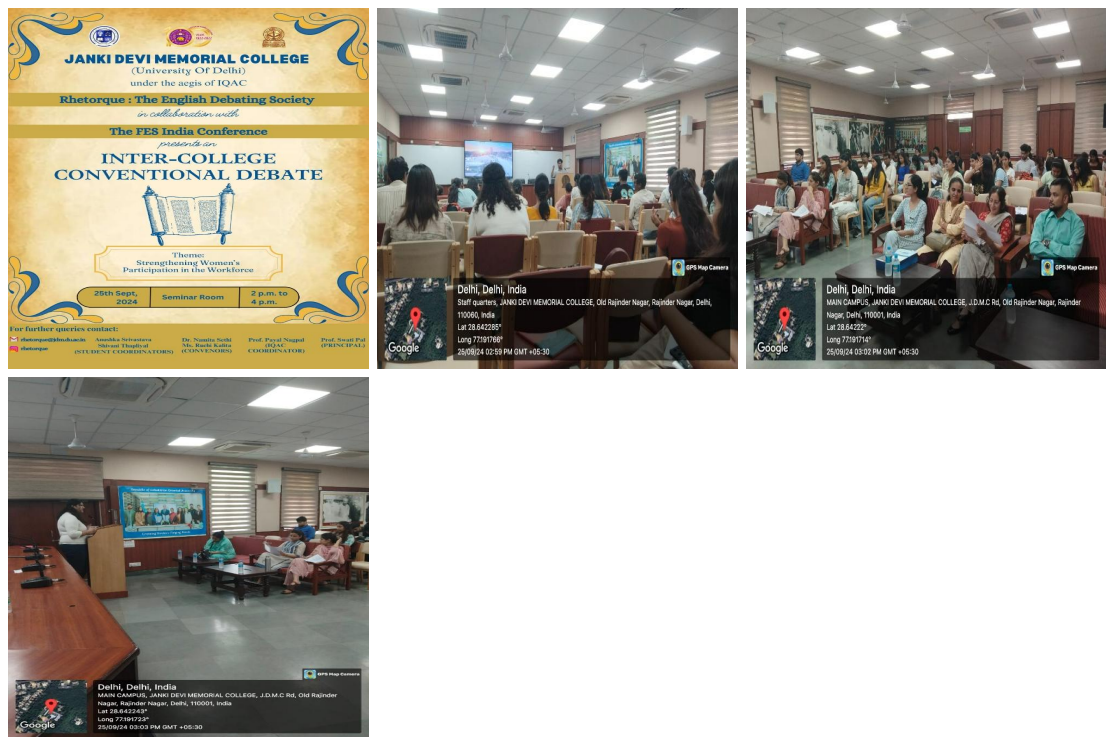 JANKI DEVI MEMORIAL COLLEGE
(University Of Delhi)
under the aegis of IQAC
Rhetorque : The English Debating Society
in collaboration with
The FES India Conference
presents an
INTER-COLLEGE
CONVENTIONAL DEBATE
Theme:
Strengthening Women's
Participation in the Workforce
25th Sept,
2024
Seminar Room
2 p.m. to
4 p.m.
For further queries contact:
rhetorque@jdm.du.ac.in
rhetorque
Anushka Srivastava
Shivani Thapliyal
(STUDENT COORDINATORS)
Dr. Namita Sethi
Ms. Ruchi Kalita
(CONVENORS)
Prof. Payal Nagpal
(IQAC
COORDINATOR)
Prof. Swati Pal
(PRINCIPAL)
GPS Map Camera
Google
Delhi, Delhi, India
Staff quarters, JANKI DEVI MEMORIAL COLLEGE, Old Rajinder Nagar, Rajinder Nagar, Delhi,
110060, India
Lat 28.642285°
Long 77.191766°
25/09/24 02:59 PM GMT +05:30
GPS Map Camera
Google
Delhi, Delhi, India
MAIN CAMPUS, JANKI DEVI MEMORIAL COLLEGE, J.D.M.C Rd, Old Rajinder Nagar, Rajinder
Nagar, Delhi, 110001, India
Lat 28.64222°
Long 77.191714°
25/09/24 03:02 PM GMT +05:30
GPS Map Camera
Google
Delhi, Delhi, India
MAIN CAMPUS, JANKI DEVI MEMORIAL COLLEGE, J.D.M.C Rd, Old Rajinder
Nagar, Rajinder Nagar, Delhi, 110001, India
Lat 28.642243°
Long 77.191723°
25/09/24 03:03 PM GMT +05:30